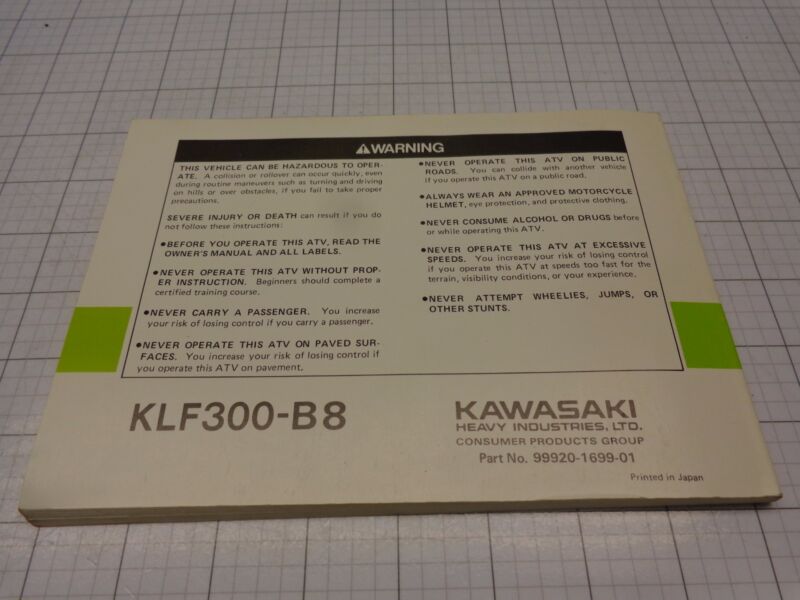 ⚠WARNING
THIS VEHICLE CAN BE HAZARDOUS TO OPER-
ATE. A collision or rollover can occur quickly, even
during routine maneuvers such as turning and driving
on hills or over obstacles, if you fail to take proper
precautions.
SEVERE INJURY OR DEATH can result if you do
not follow these instructions:
●BEFORE YOU OPERATE THIS ATV, READ THE
OWNER'S MANUAL AND ALL LABELS.
●NEVER OPERATE THIS ATV WITHOUT PROP-
ER INSTRUCTION. Beginners should complete a
certified training course.
●NEVER CARRY A PASSENGER. You increase
your risk of losing control if you carry a passenger.
●NEVER OPERATE THIS ATV ON PAVED SUR-
FACES. You increase your risk of losing control if
you operate this ATV on pavement.
●NEVER OPERATE THIS ATV ON PUBLIC
ROADS. You can collide with another vehicle
if you operate this ATV on a public road.
●ALWAYS WEAR AN APPROVED MOTORCYCLE
HELMET, eye protection, and protective clothing.
●NEVER CONSUME ALCOHOL OR DRUGS before
or while operating this ATV.
●NEVER OPERATE THIS ATV AT EXCESSIVE
SPEEDS. You increase your risk of losing control
if you operate this ATV at speeds too fast for the
terrain, visibility conditions, or your experience.
●NEVER ATTEMPT WHEELIES, JUMPS, OR
OTHER STUNTS.
KLF300-B8
KAWASAKI
HEAVY INDUSTRIES, LTD.
CONSUMER PRODUCTS GROUP
Part No. 99920-1699-01
Printed in Japan